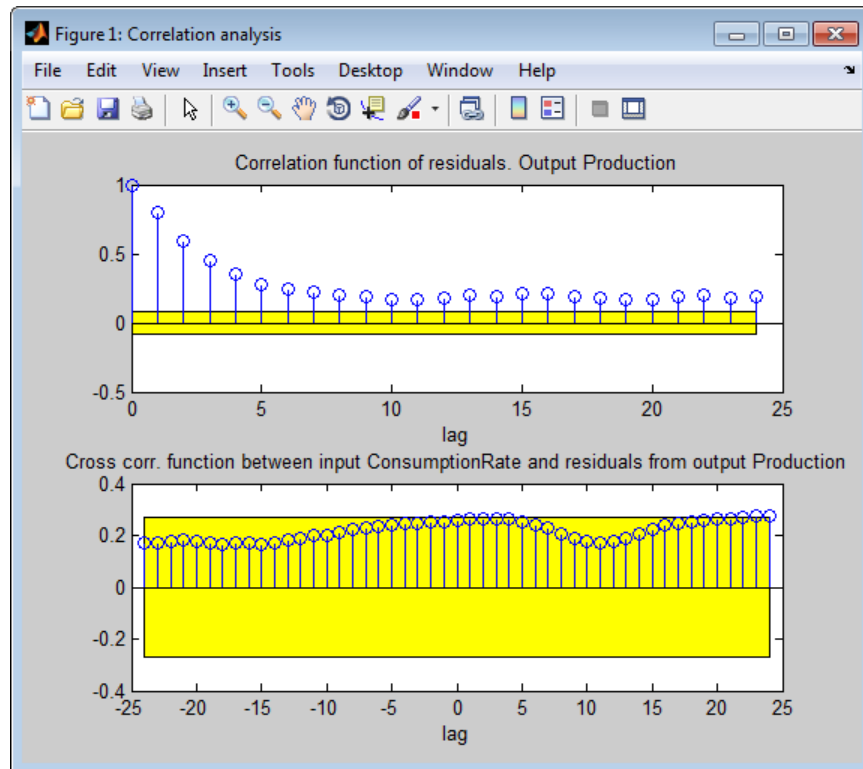 Figure 1: Correlation analysis
File Edit View Insert Tools Desktop Window Help
Correlation function of residuals. Output Production
1
0.5
0
-0.5
0 5 10 15 20 25
lag
Cross corr. function between input ConsumptionRate and residuals from output Production
0.4
0.2
0
-0.2
-0.4
-25 -20 -15 -10 -5 0 5 10 15 20 25
lag